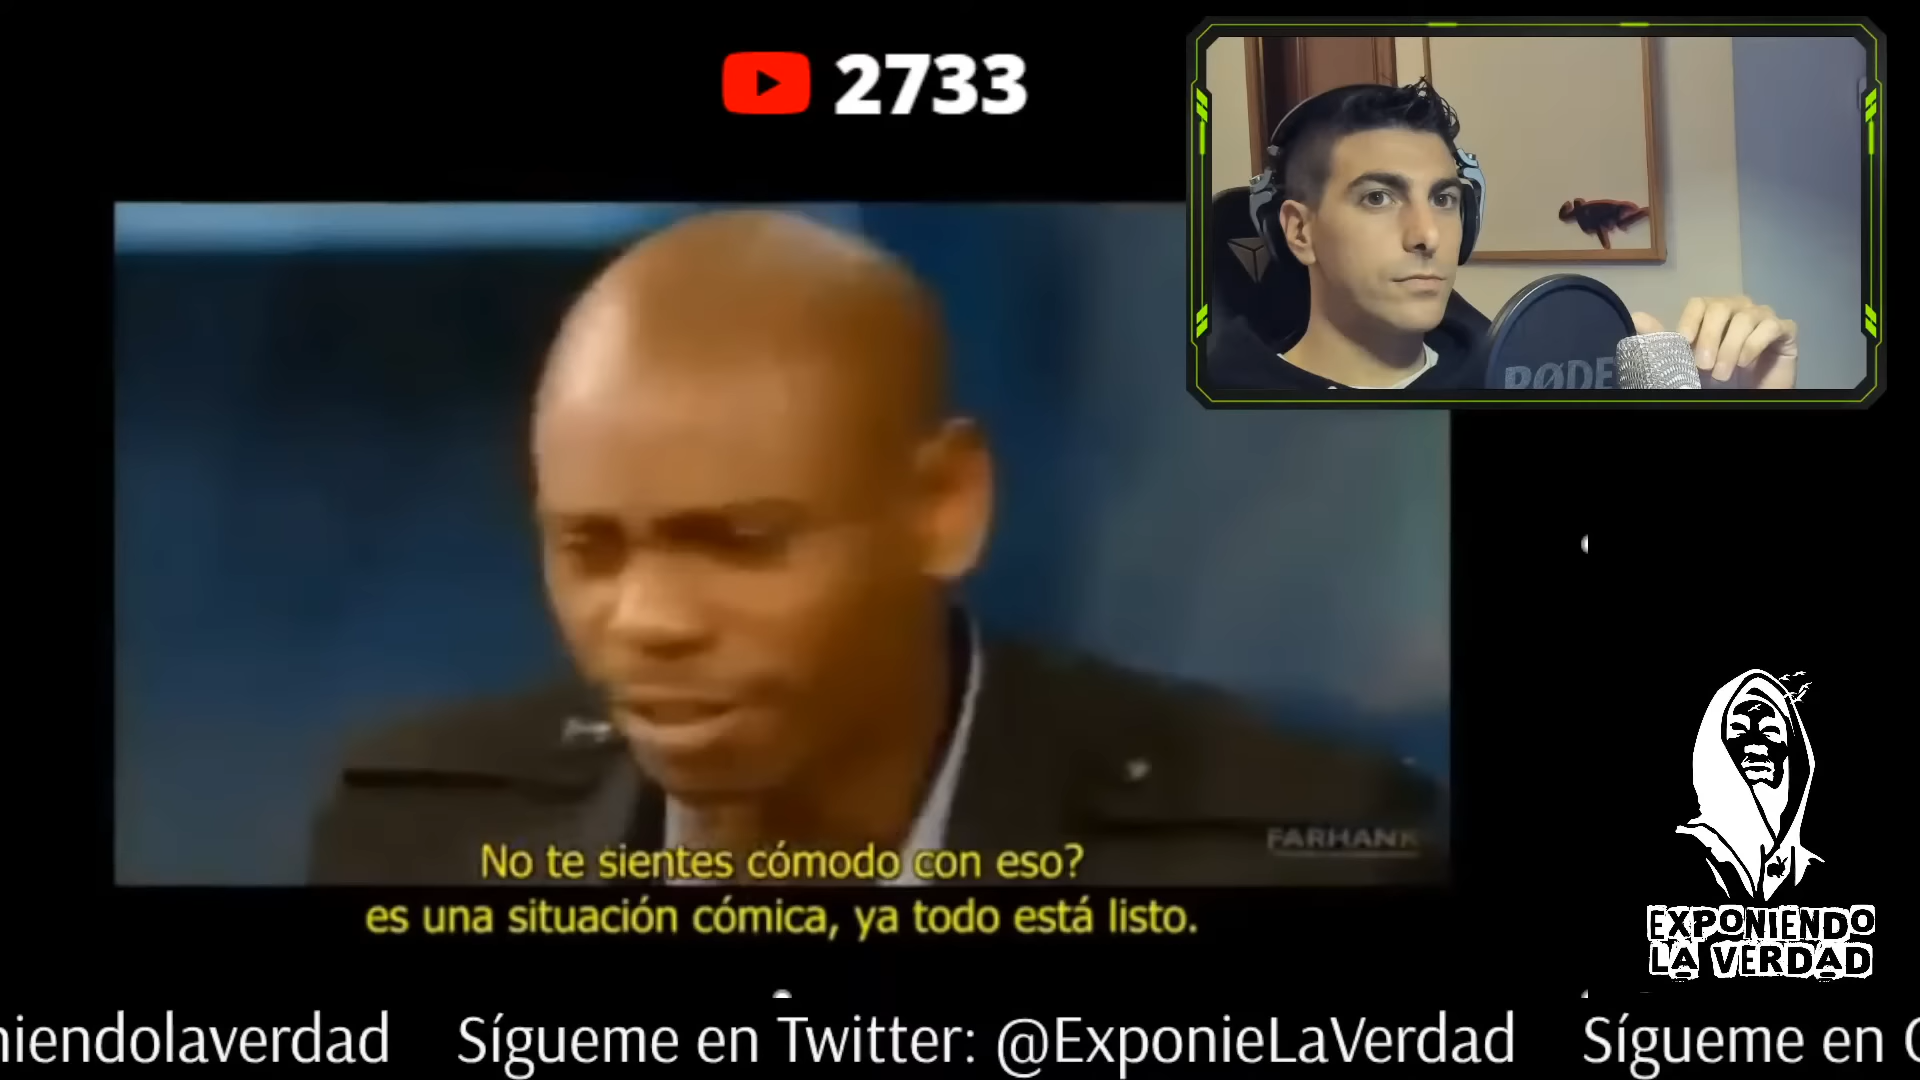 2733
RØDE
FARHANK
No te sientes cómodo con eso?
es una situación cómica, ya todo está listo.
EXPONIENDO
LA VERDAD
niendolaverdad Sígueme en Twitter: @ExponieLaVerdad Sígueme en